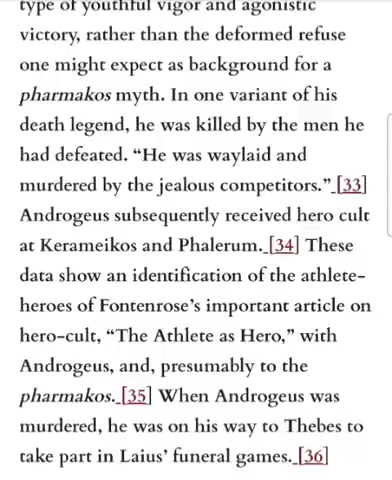 type of youthful vigor and agonistic
victory, rather than the deformed refuse
one might expect as background for a
pharmakos myth. In one variant of his
death legend, he was killed by the men he
had defeated. “He was waylaid and
murdered by the jealous competitors.” [33]
Androgeus subsequently received hero cult
at Kerameikos and Phalerum. [34] These
data show an identification of the athlete-
heroes of Fontenrose’s important article on
hero-cult, “The Athlete as Hero,” with
Androgeus, and, presumably to the
pharmakos. [35] When Androgeus was
murdered, he was on his way to Thebes to
take part in Laius’ funeral games. [36]